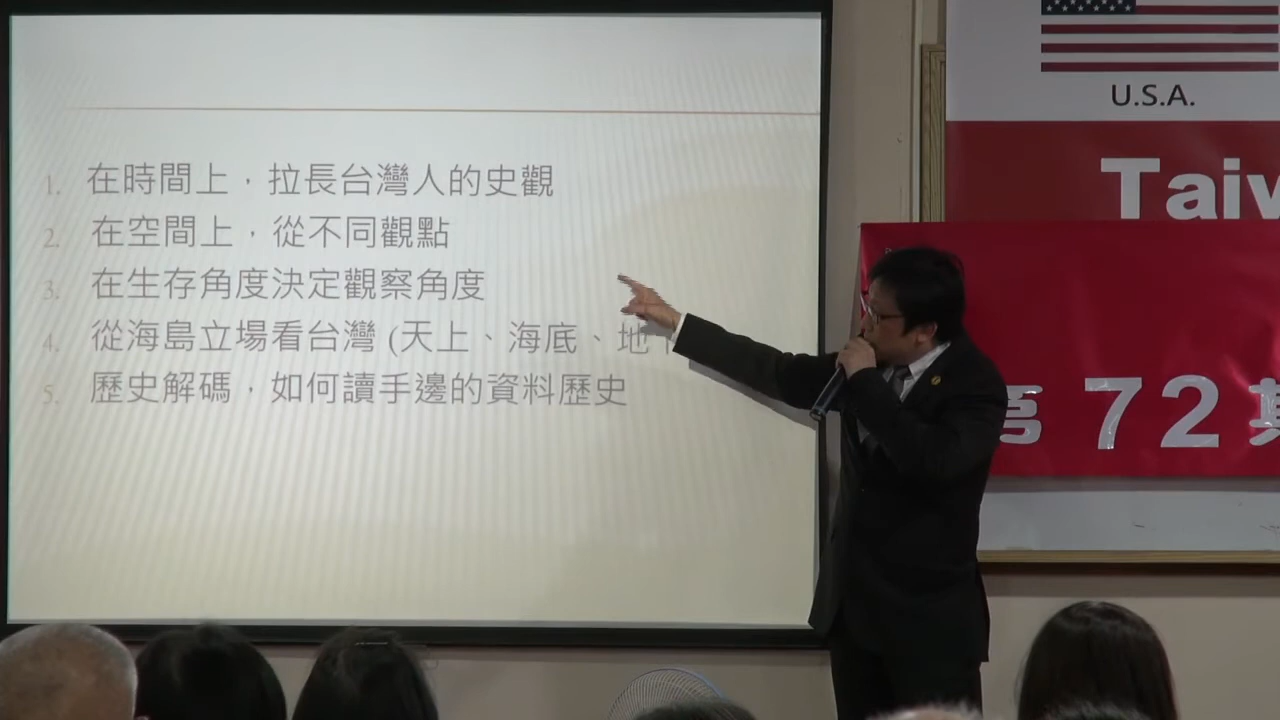 1. 在時間上，拉長台灣人的史觀
2. 在空間上，從不同觀點
3. 在生存角度決定觀察角度
4. 從海島立場看台灣 (天上、海底、地下
5. 歷史解碼，如何讀手邊的資料歷史
U.S.A.
Taiw
第 72 期